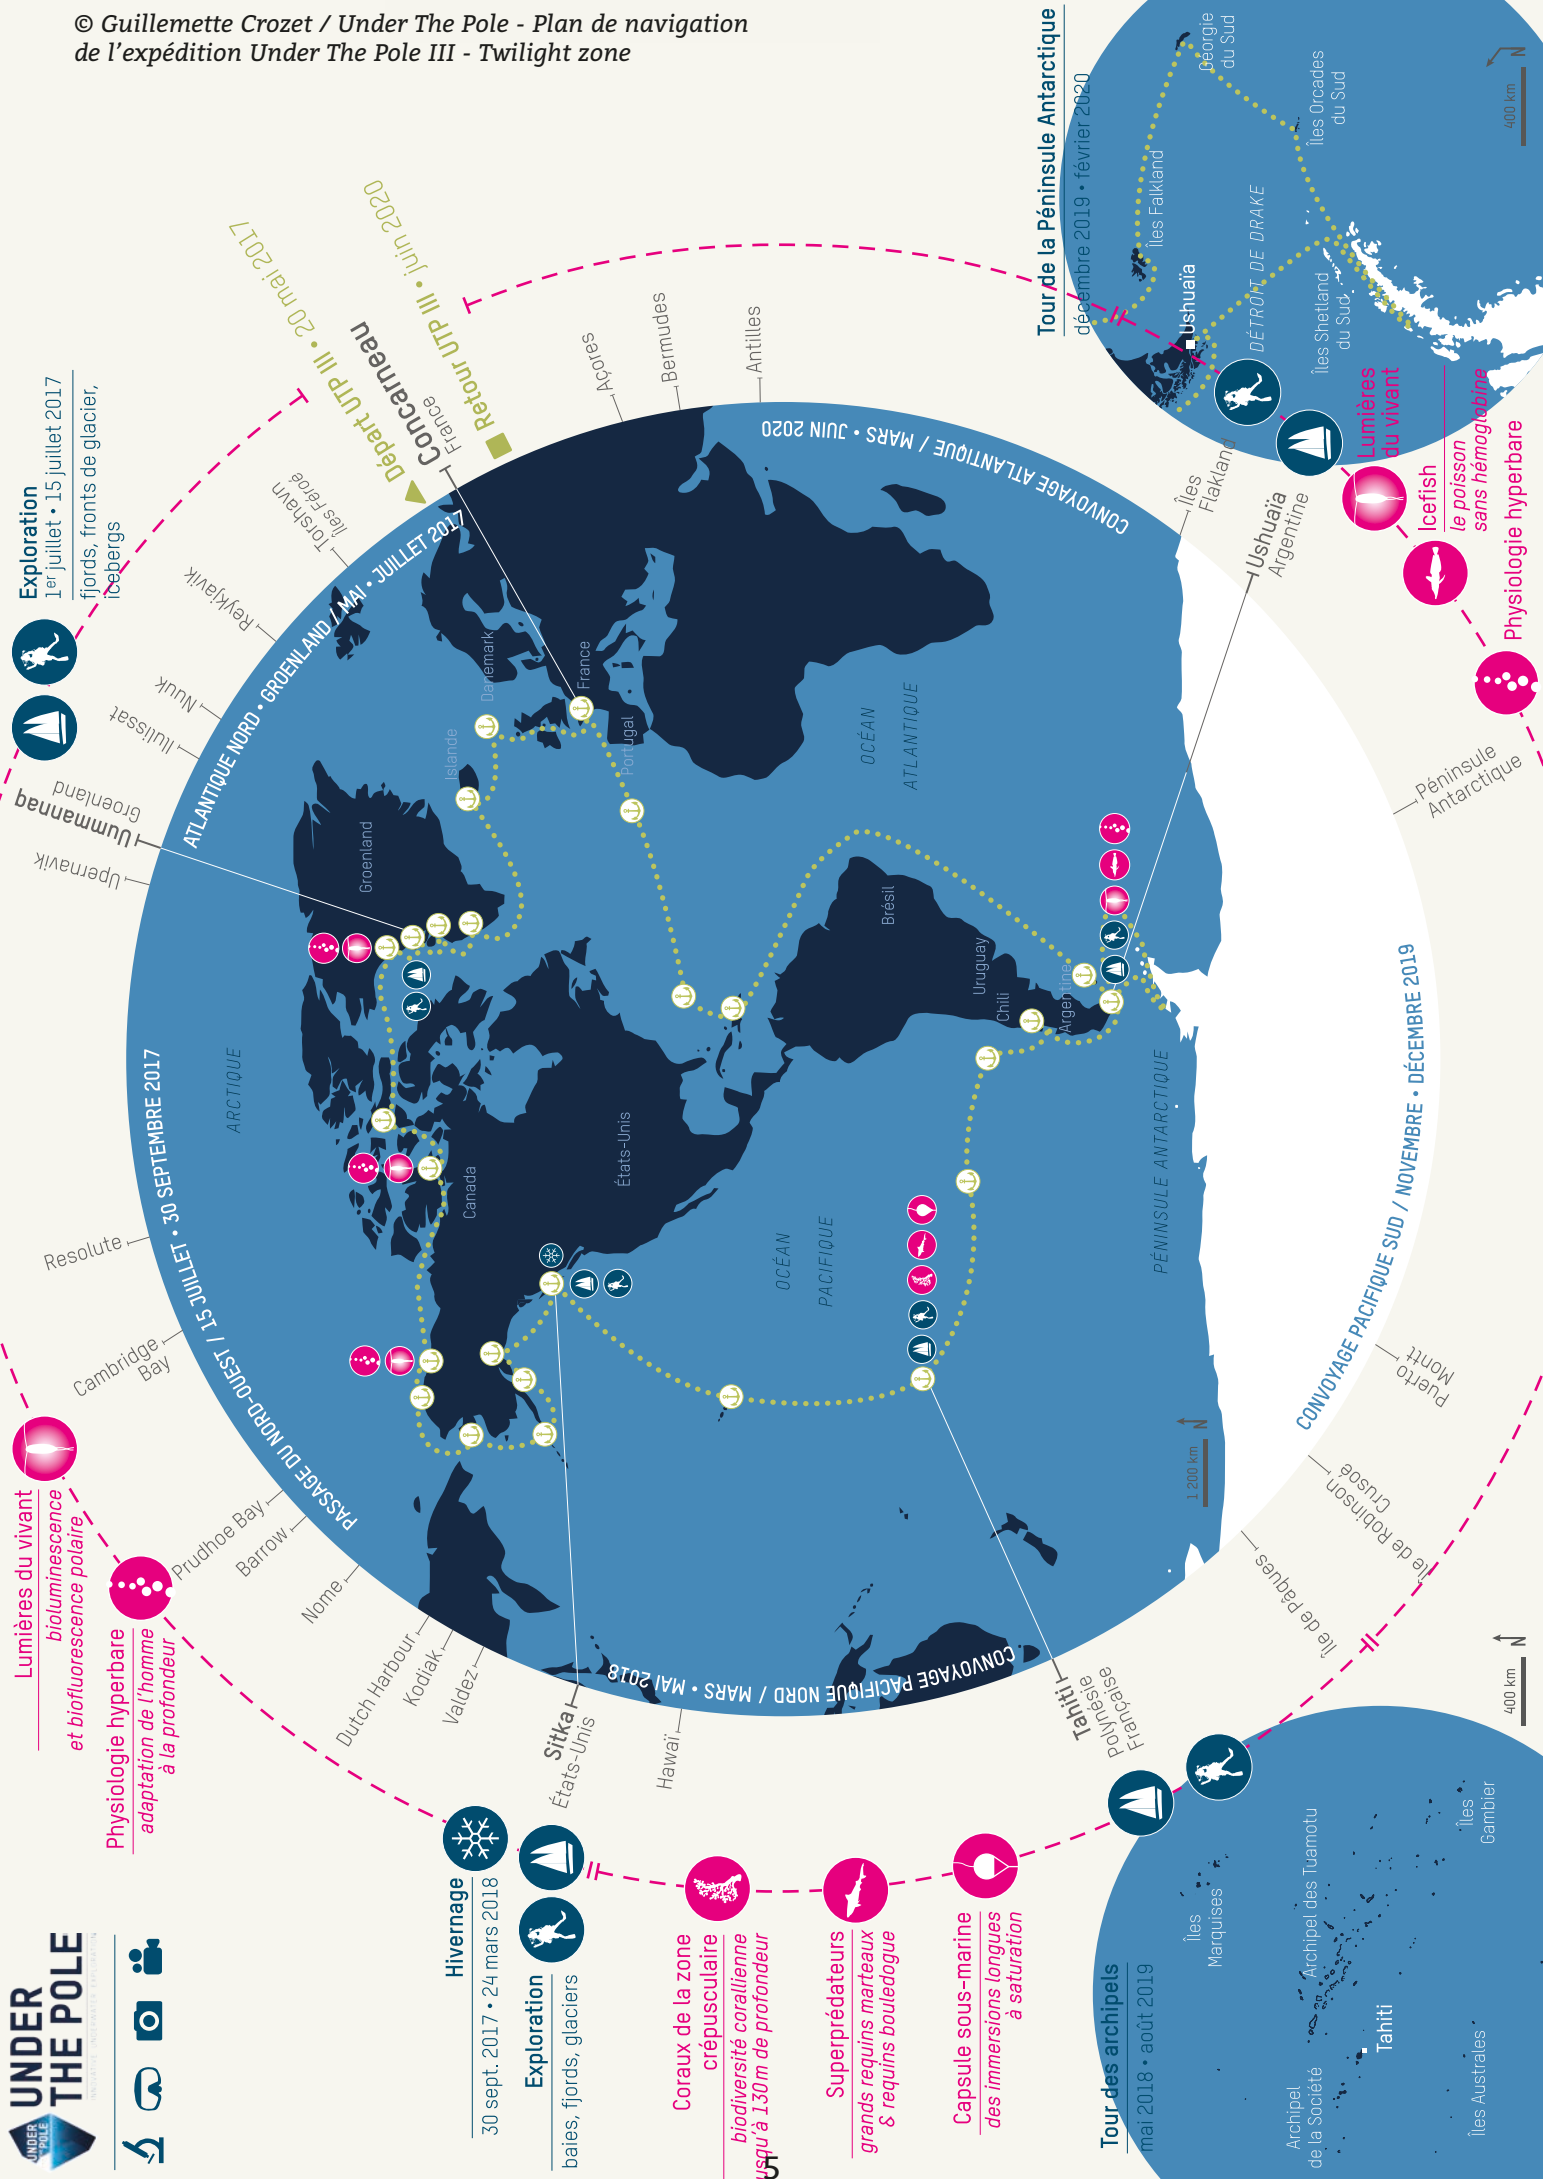 © Guillemette Crozet / Under The Pole - Plan de navigation
de l'expédition Under The Pole III - Twilight zone
UNDER
THE POLE
INNOVATIVE UNDERWATER EXPLORATION
UNDER
THE POLE
Lumières du vivant
bioluminescence
et biofluorescence polaire
Physiologie hyperbare
adaptation de l'homme
à la profondeur
Exploration
1er juillet • 15 juillet 2017
fjords, fronts de glacier,
icebergs
Départ UTP III • 20 mai 2017
Concarneau
France
Retour UTP III • juin 2020
Torshavn
Îles Féroé
Reykjavik
Nuuk
Ilulissat
Uummannaq
Groenland
Upernavik
Resolute
Cambridge
Bay
Prudhoe Bay
Barrow
Nome
Dutch Harbour
Kodiak
Valdez
Sitka
États-Unis
Hawaï
Tahiti
Polynésie
Française
Île de Pâques
Île de Robinson
Crusoé
Puerto
Montt
Péninsule
Antarctique
Ushuaïa
Argentine
Îles
Flakland
Antilles
Bermudes
Açores
ATLANTIQUE NORD • GROENLAND / MAI • JUILLET 2017
PASSAGE DU NORD-OUEST / 15 JUILLET • 30 SEPTEMBRE 2017
CONVOYAGE PACIFIQUE NORD / MARS • MAI 2018
CONVOYAGE PACIFIQUE SUD / NOVEMBRE • DÉCEMBRE 2019
CONVOYAGE ATLANTIQUE / MARS • JUIN 2020
ARCTIQUE
Groenland
Islande
Danemark
France
Portugal
Canada
États-Unis
OCÉAN
ATLANTIQUE
OCÉAN
PACIFIQUE
Brésil
Uruguay
Chili
Argentine
PÉNINSULE ANTARCTIQUE
1 200 km
N
Hivernage
30 sept. 2017 • 24 mars 2018
Exploration
baies, fjords, glaciers
Coraux de la zone
crépusculaire
biodiversité corallienne
usqu'à 130m de profondeur
Superprédateurs
grands requins marteaux
& requins bouledogue
Capsule sous-marine
des immersions longues
à saturation
Tour des archipels
mai 2018 • août 2019
Îles
Marquises
Archipel des Tuamotu
Îles
Gambier
Tahiti
Archipel
de la Société
Îles Australes
400 km
N
Tour de la Péninsule Antarctique
décembre 2019 • février 2020
Georgie
du Sud
Îles Orcades
du Sud
Îles Falkland
Ushuaïa
DÉTROIT DE DRAKE
Îles Shetland
du Sud
400 km
N
Lumières
du vivant
Icefish
le poisson
sans hémoglobine
Physiologie hyperbare
5